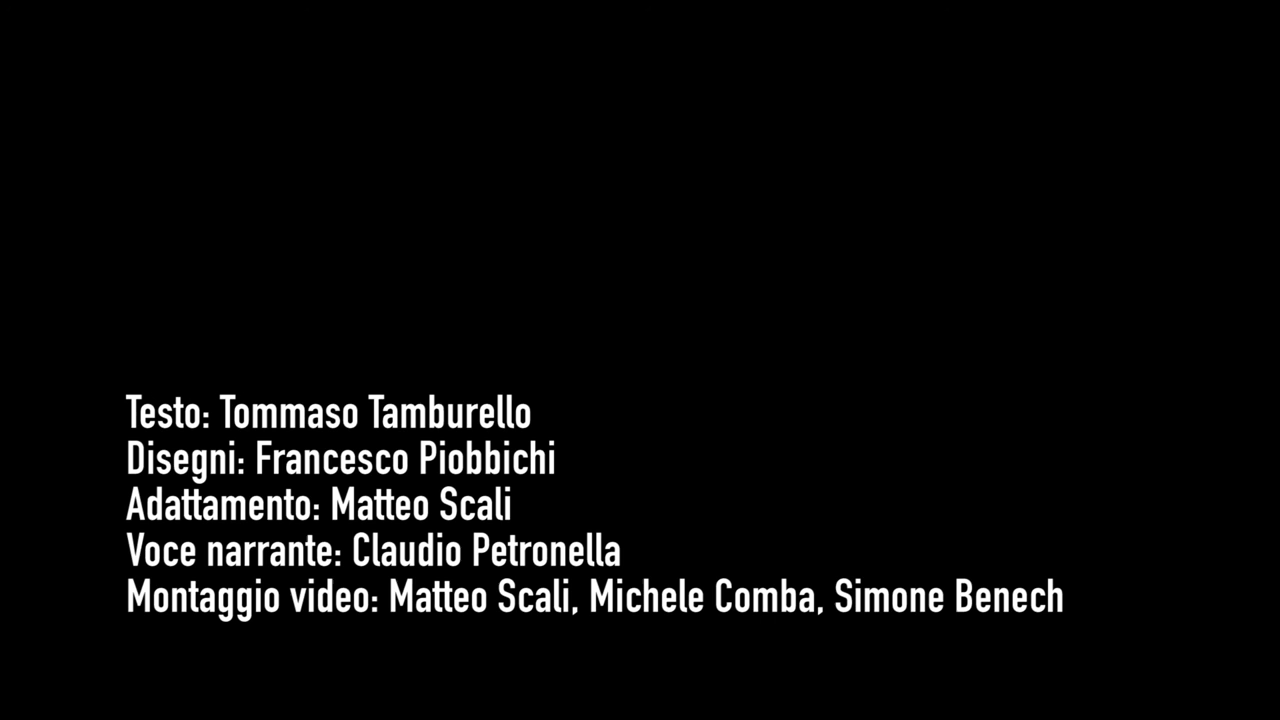 Testo: Tommaso Tamburello
Disegni: Francesco Piobbichi
Adattamento: Matteo Scali
Voce narrante: Claudio Petronella
Montaggio video: Matteo Scali, Michele Comba, Simone Benech